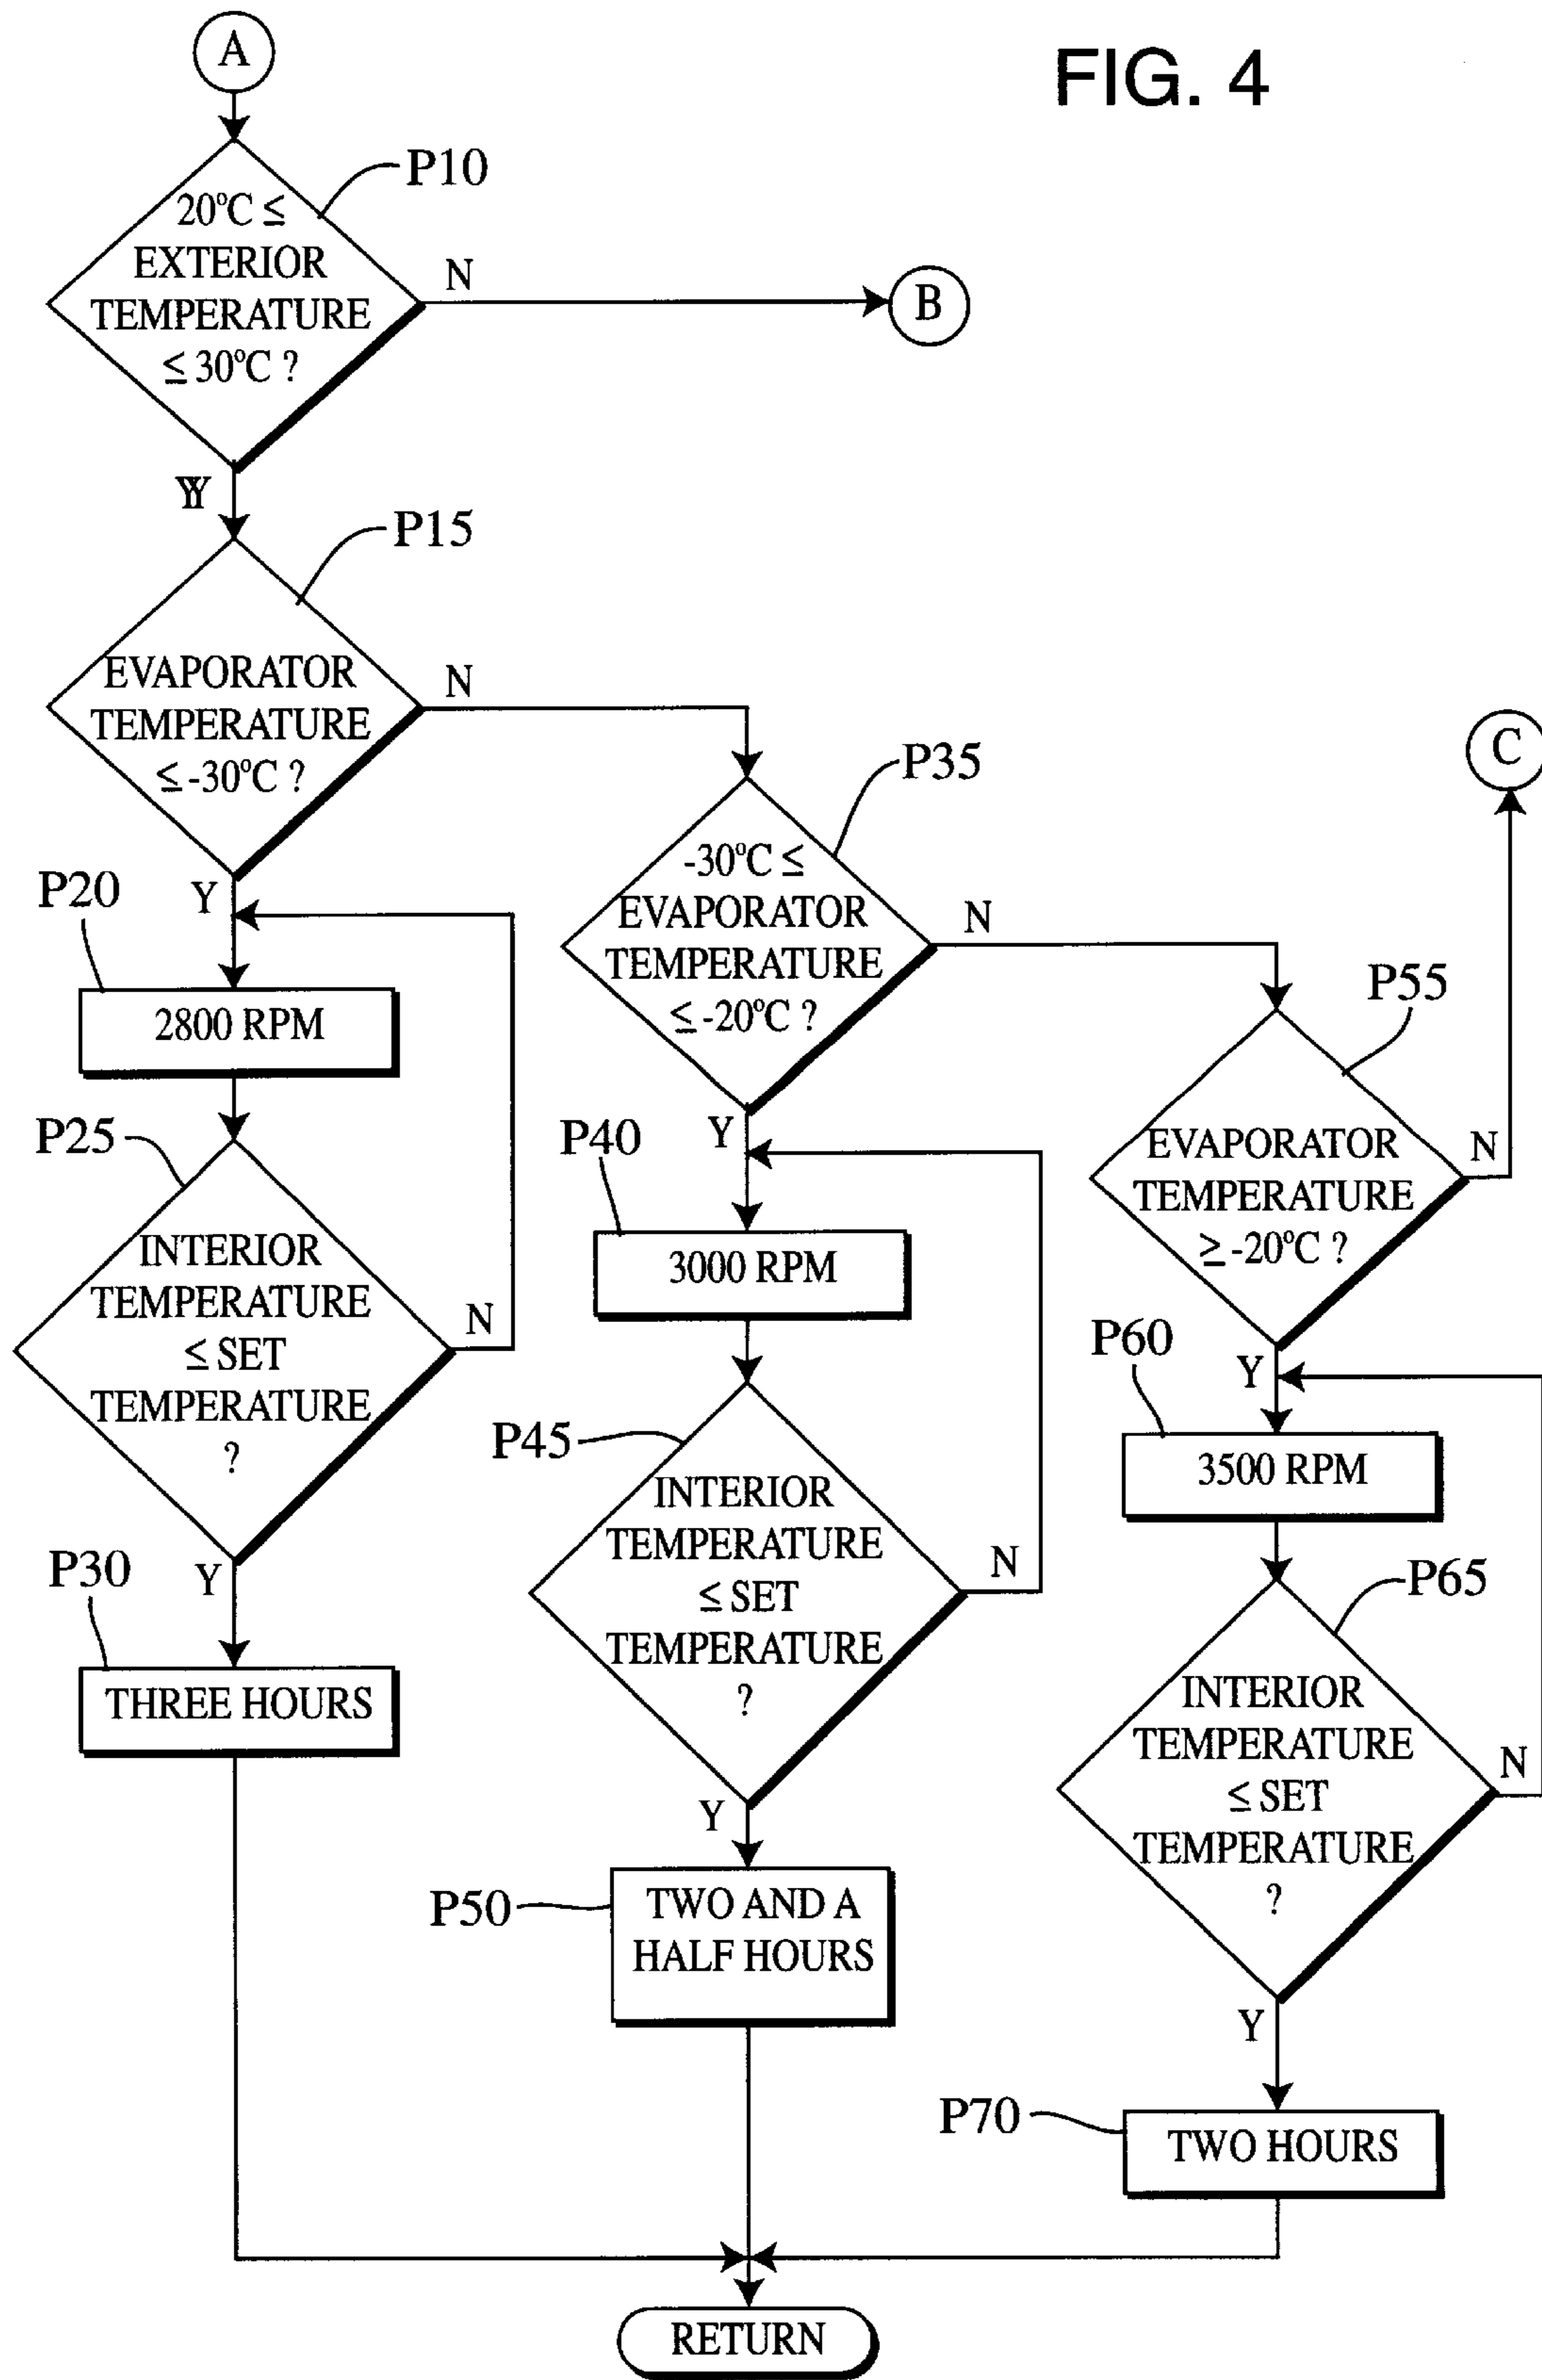 FIG. 4
A
P10
20°C ≤
EXTERIOR
TEMPERATURE
≤ 30°C ?
N
B
YY
P15
EVAPORATOR
TEMPERATURE
≤ -30°C ?
N
Y
P20
2800 RPM
P25
INTERIOR
TEMPERATURE
≤ SET
TEMPERATURE
?
N
Y
P30
THREE HOURS
P35
-30°C ≤
EVAPORATOR
TEMPERATURE
≤ -20°C ?
N
Y
P40
3000 RPM
P45
INTERIOR
TEMPERATURE
≤ SET
TEMPERATURE
?
N
Y
P50
TWO AND A
HALF HOURS
C
P55
EVAPORATOR
TEMPERATURE
≥ -20°C ?
N
Y
P60
3500 RPM
P65
INTERIOR
TEMPERATURE
≤ SET
TEMPERATURE
?
N
Y
P70
TWO HOURS
RETURN